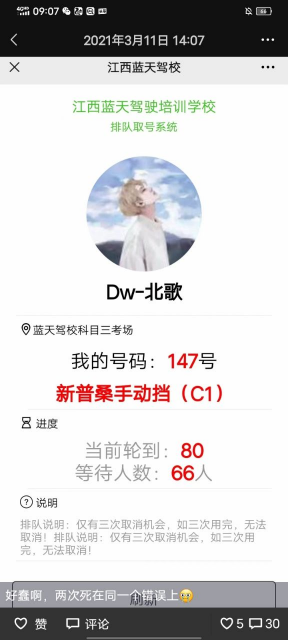 09:07
66
2021年3月11日 14:07
江西蓝天驾校
江西蓝天驾驶培训学校
排队取号系统
Dw-北歌
蓝天驾校科目三考场
我的号码：147号
新普桑手动挡（C1）
进度
当前轮到：80
等待人数：66人
说明
排队说明：仅有三次取消机会，如三次用完，无法
取消！排队说明：仅有三次取消机会，如三次用
完，无法取消！
好蠢啊，两次死在同一个错误上
刷新
赞 评论 5 30